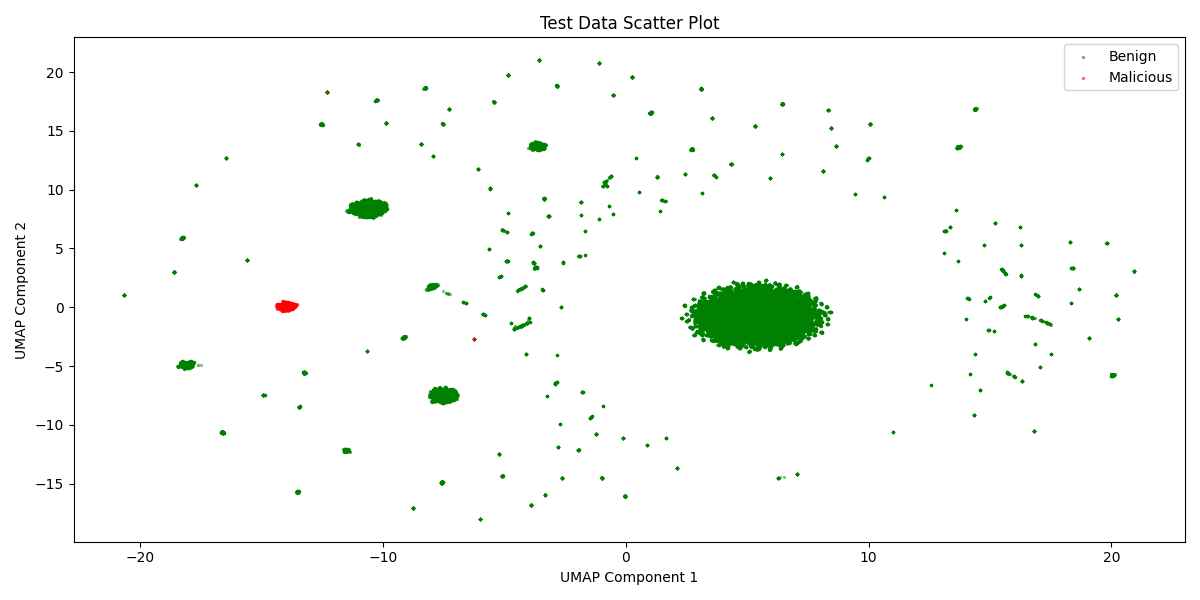 Test Data Scatter Plot
Benign
Malicious
UMAP Component 2
20
15
10
5
0
−5
−10
−15
−20
−10
0
10
20
UMAP Component 1